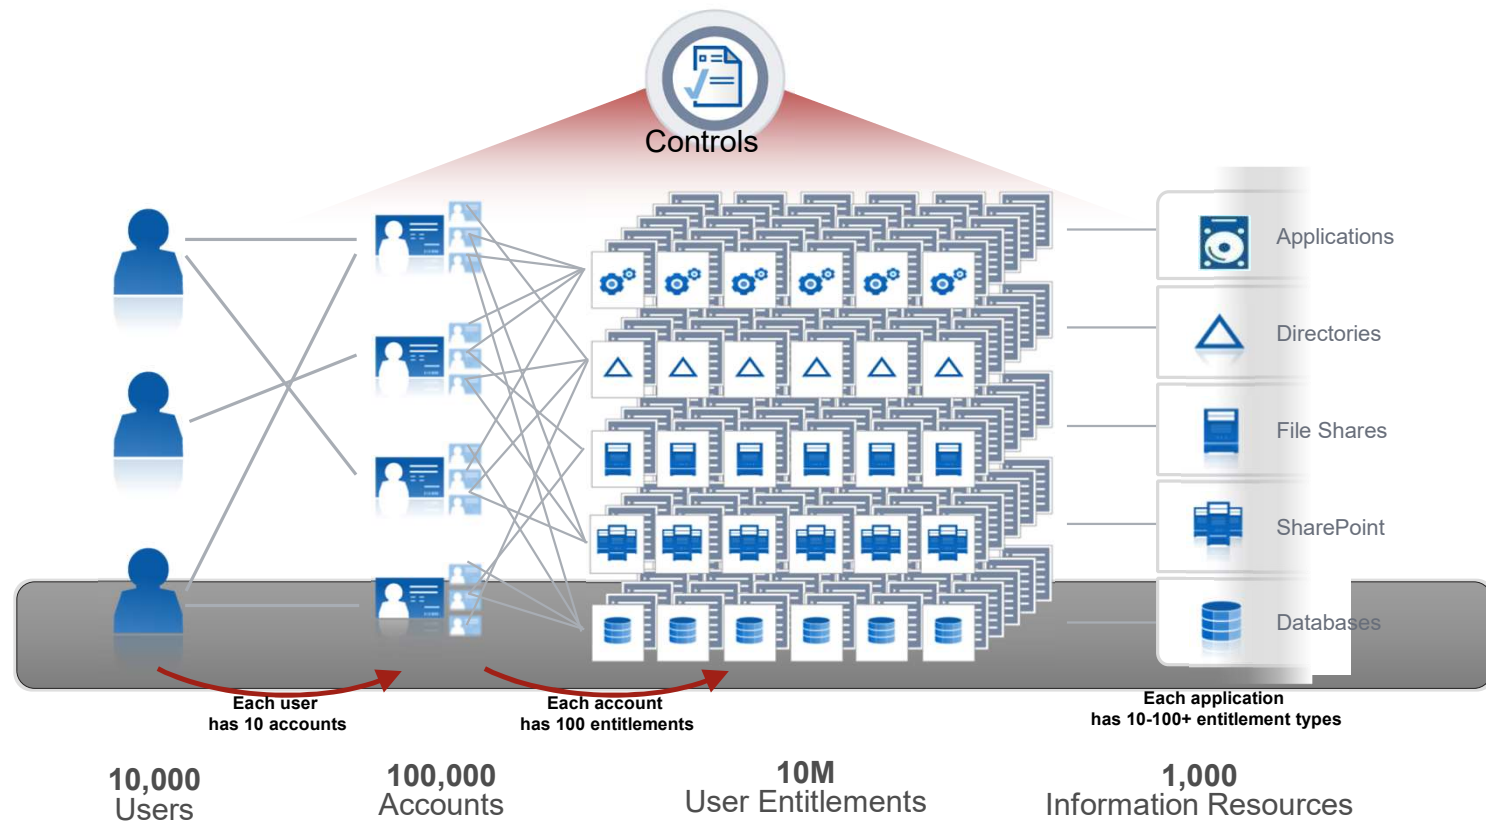 Controls
Applications
Directories
File Shares
SharePoint
Databases
Each user
has 10 accounts
Each account
has 100 entitlements
Each application
has 10-100+ entitlement types
10,000
Users
100,000
Accounts
10M
User Entitlements
1,000
Information Resources